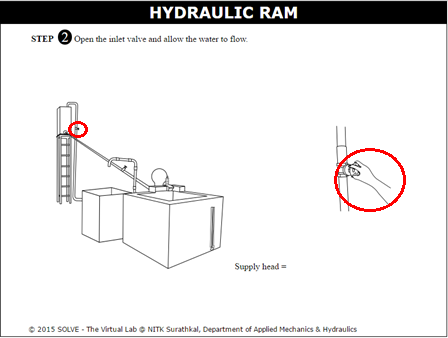 HYDRAULIC RAM
STEP 2 Open the inlet valve and allow the water to flow.
Supply head =
© 2015 SOLVE - The Virtual Lab @ NITK Surathkal, Department of Applied Mechanics & Hydraulics